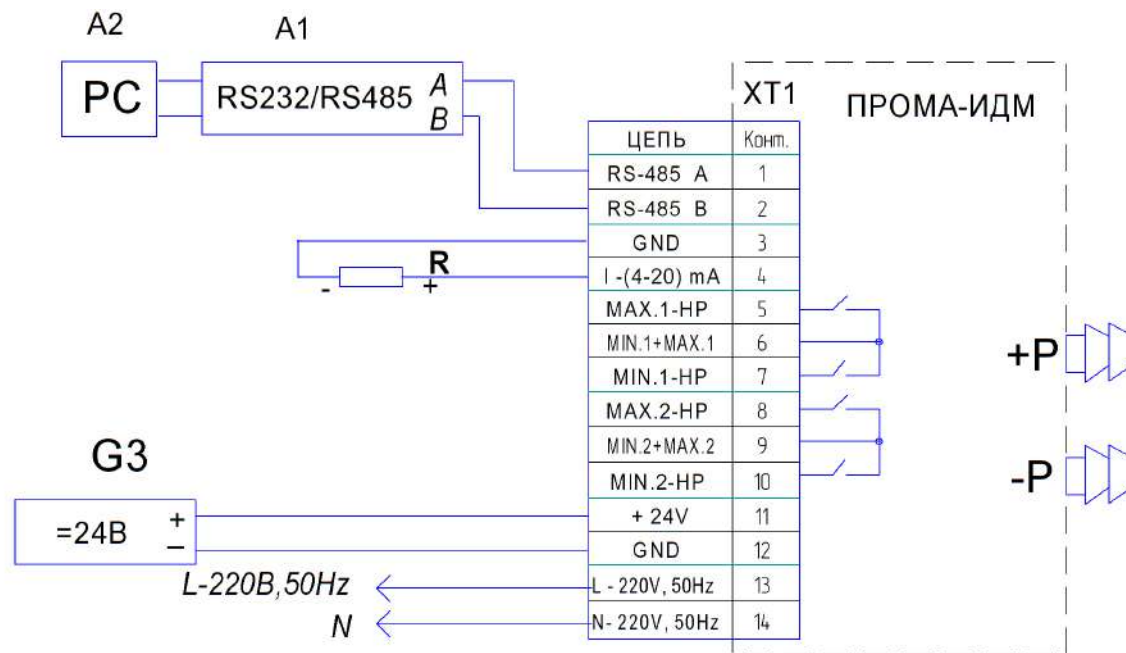 A2
A1
PC
RS232/RS485
A
B
XT1
ПРОМА-ИДМ
ЦЕПЬ Конт.
RS-485 A 1
RS-485 B 2
GND 3
I -(4-20) mA 4
MAX.1-HP 5
MIN.1+MAX.1 6
MIN.1-HP 7
MAX.2-HP 8
MIN.2+MAX.2 9
MIN.2-HP 10
+ 24V 11
GND 12
L - 220V, 50Hz 13
N- 220V, 50Hz 14
R
- +
+P
-P
G3
=24В
+
−
L-220В,50Hz
N